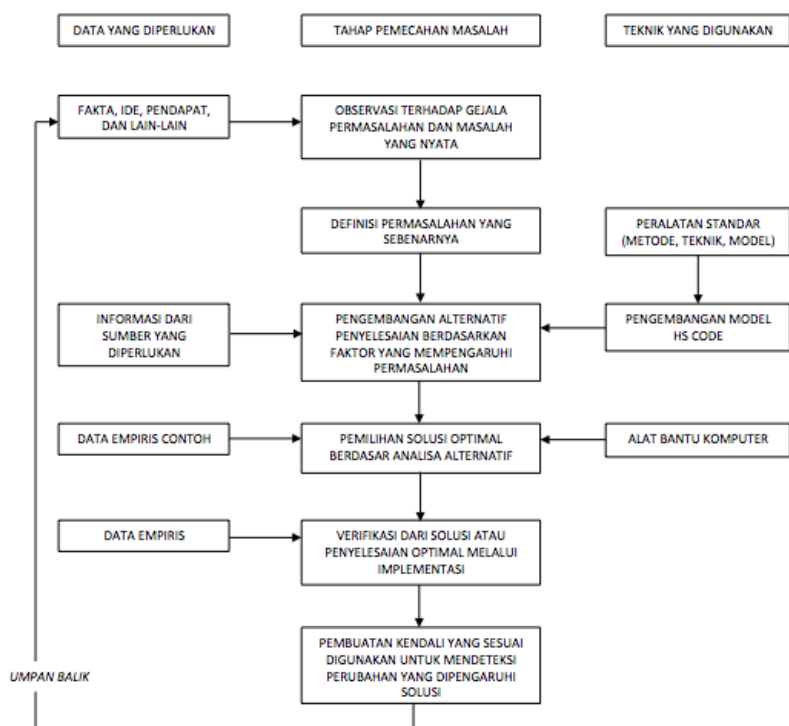 DATA YANG DIPERLUKAN
TAHAP PEMECAHAN MASALAH
TEKNIK YANG DIGUNAKAN
FAKTA, IDE, PENDAPAT,
DAN LAIN-LAIN
OBSERVASI TERHADAP GEJALA
PERMASALAHAN DAN MASALAH
YANG NYATA
DEFINISI PERMASALAHAN YANG
SEBENARNYA
PERALATAN STANDAR
(METODE, TEKNIK, MODEL)
INFORMASI DARI
SUMBER YANG
DIPERLUKAN
PENGEMBANGAN ALTERNATIF
PENYELESAIAN BERDASARKAN
FAKTOR YANG MEMPENGARUHI
PERMASALAHAN
PENGEMBANGAN MODEL
HS CODE
DATA EMPIRIS CONTOH
PEMILIHAN SOLUSI OPTIMAL
BERDASAR ANALISA ALTERNATIF
ALAT BANTU KOMPUTER
DATA EMPIRIS
VERIFIKASI DARI SOLUSI ATAU
PENYELESAIAN OPTIMAL MELALUI
IMPLEMENTASI
PEMBUATAN KENDALI YANG SESUAI
DIGUNAKAN UNTUK MENDETEKSI
PERUBAHAN YANG DIPENGARUHI
SOLUSI
UMPAN BALIK